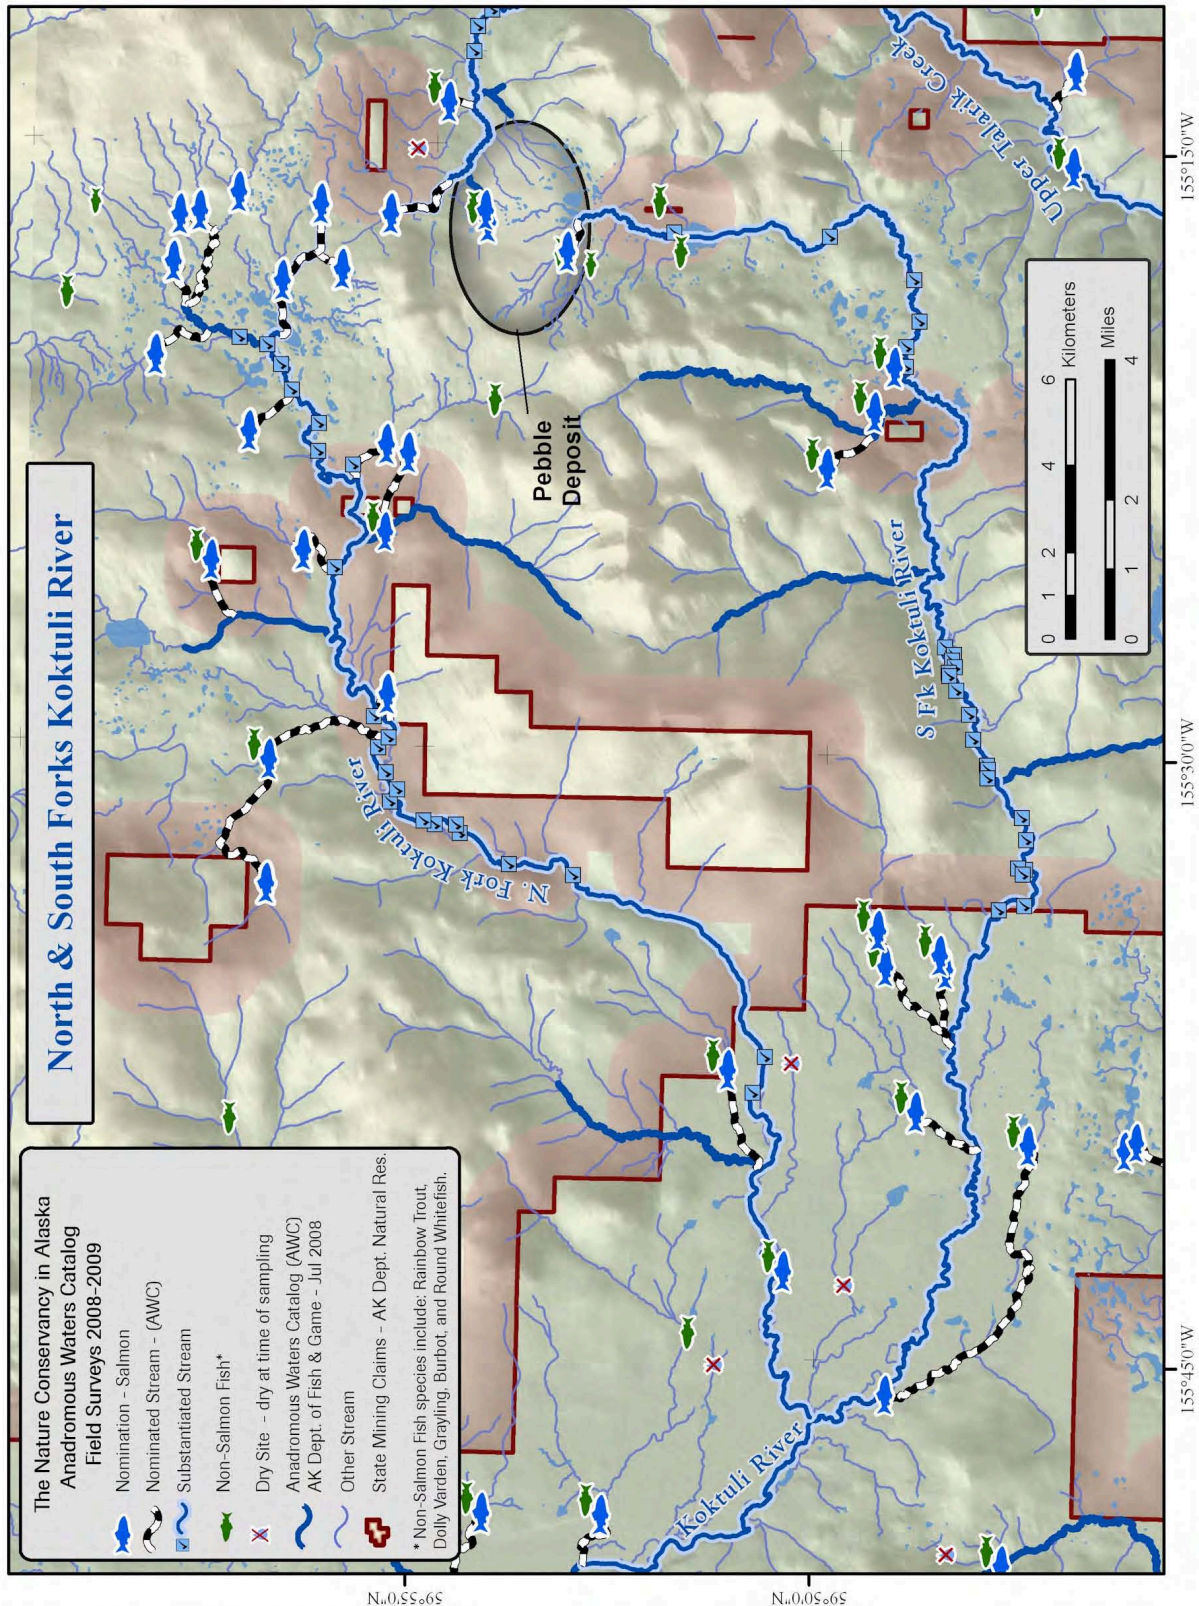 North & South Forks Koktuli River
The Nature Conservancy in Alaska
Anadromous Waters Catalog
Field Surveys 2008-2009
Nomination - Salmon
Nominated Stream - (AWC)
Substantiated Stream
Non-Salmon Fish*
Dry Site - dry at time of sampling
Anadromous Waters Catalog (AWC)
AK Dept. of Fish & Game - Jul 2008
Other Stream
State Mining Claims - AK Dept. Natural Res.
* Non-Salmon Fish species include: Rainbow Trout,
Dolly Varden, Grayling, Burbot, and Round Whitefish.
Koktuli River
N. Fork Koktuli River
S Fk Koktuli River
Pebble
Deposit
Upper Talarik Creek
0 1 2 4 6
Kilometers
Miles
0 1 2 4
155°45'0"W
155°30'0"W
155°15'0"W
59°55'0"N
59°50'0"N